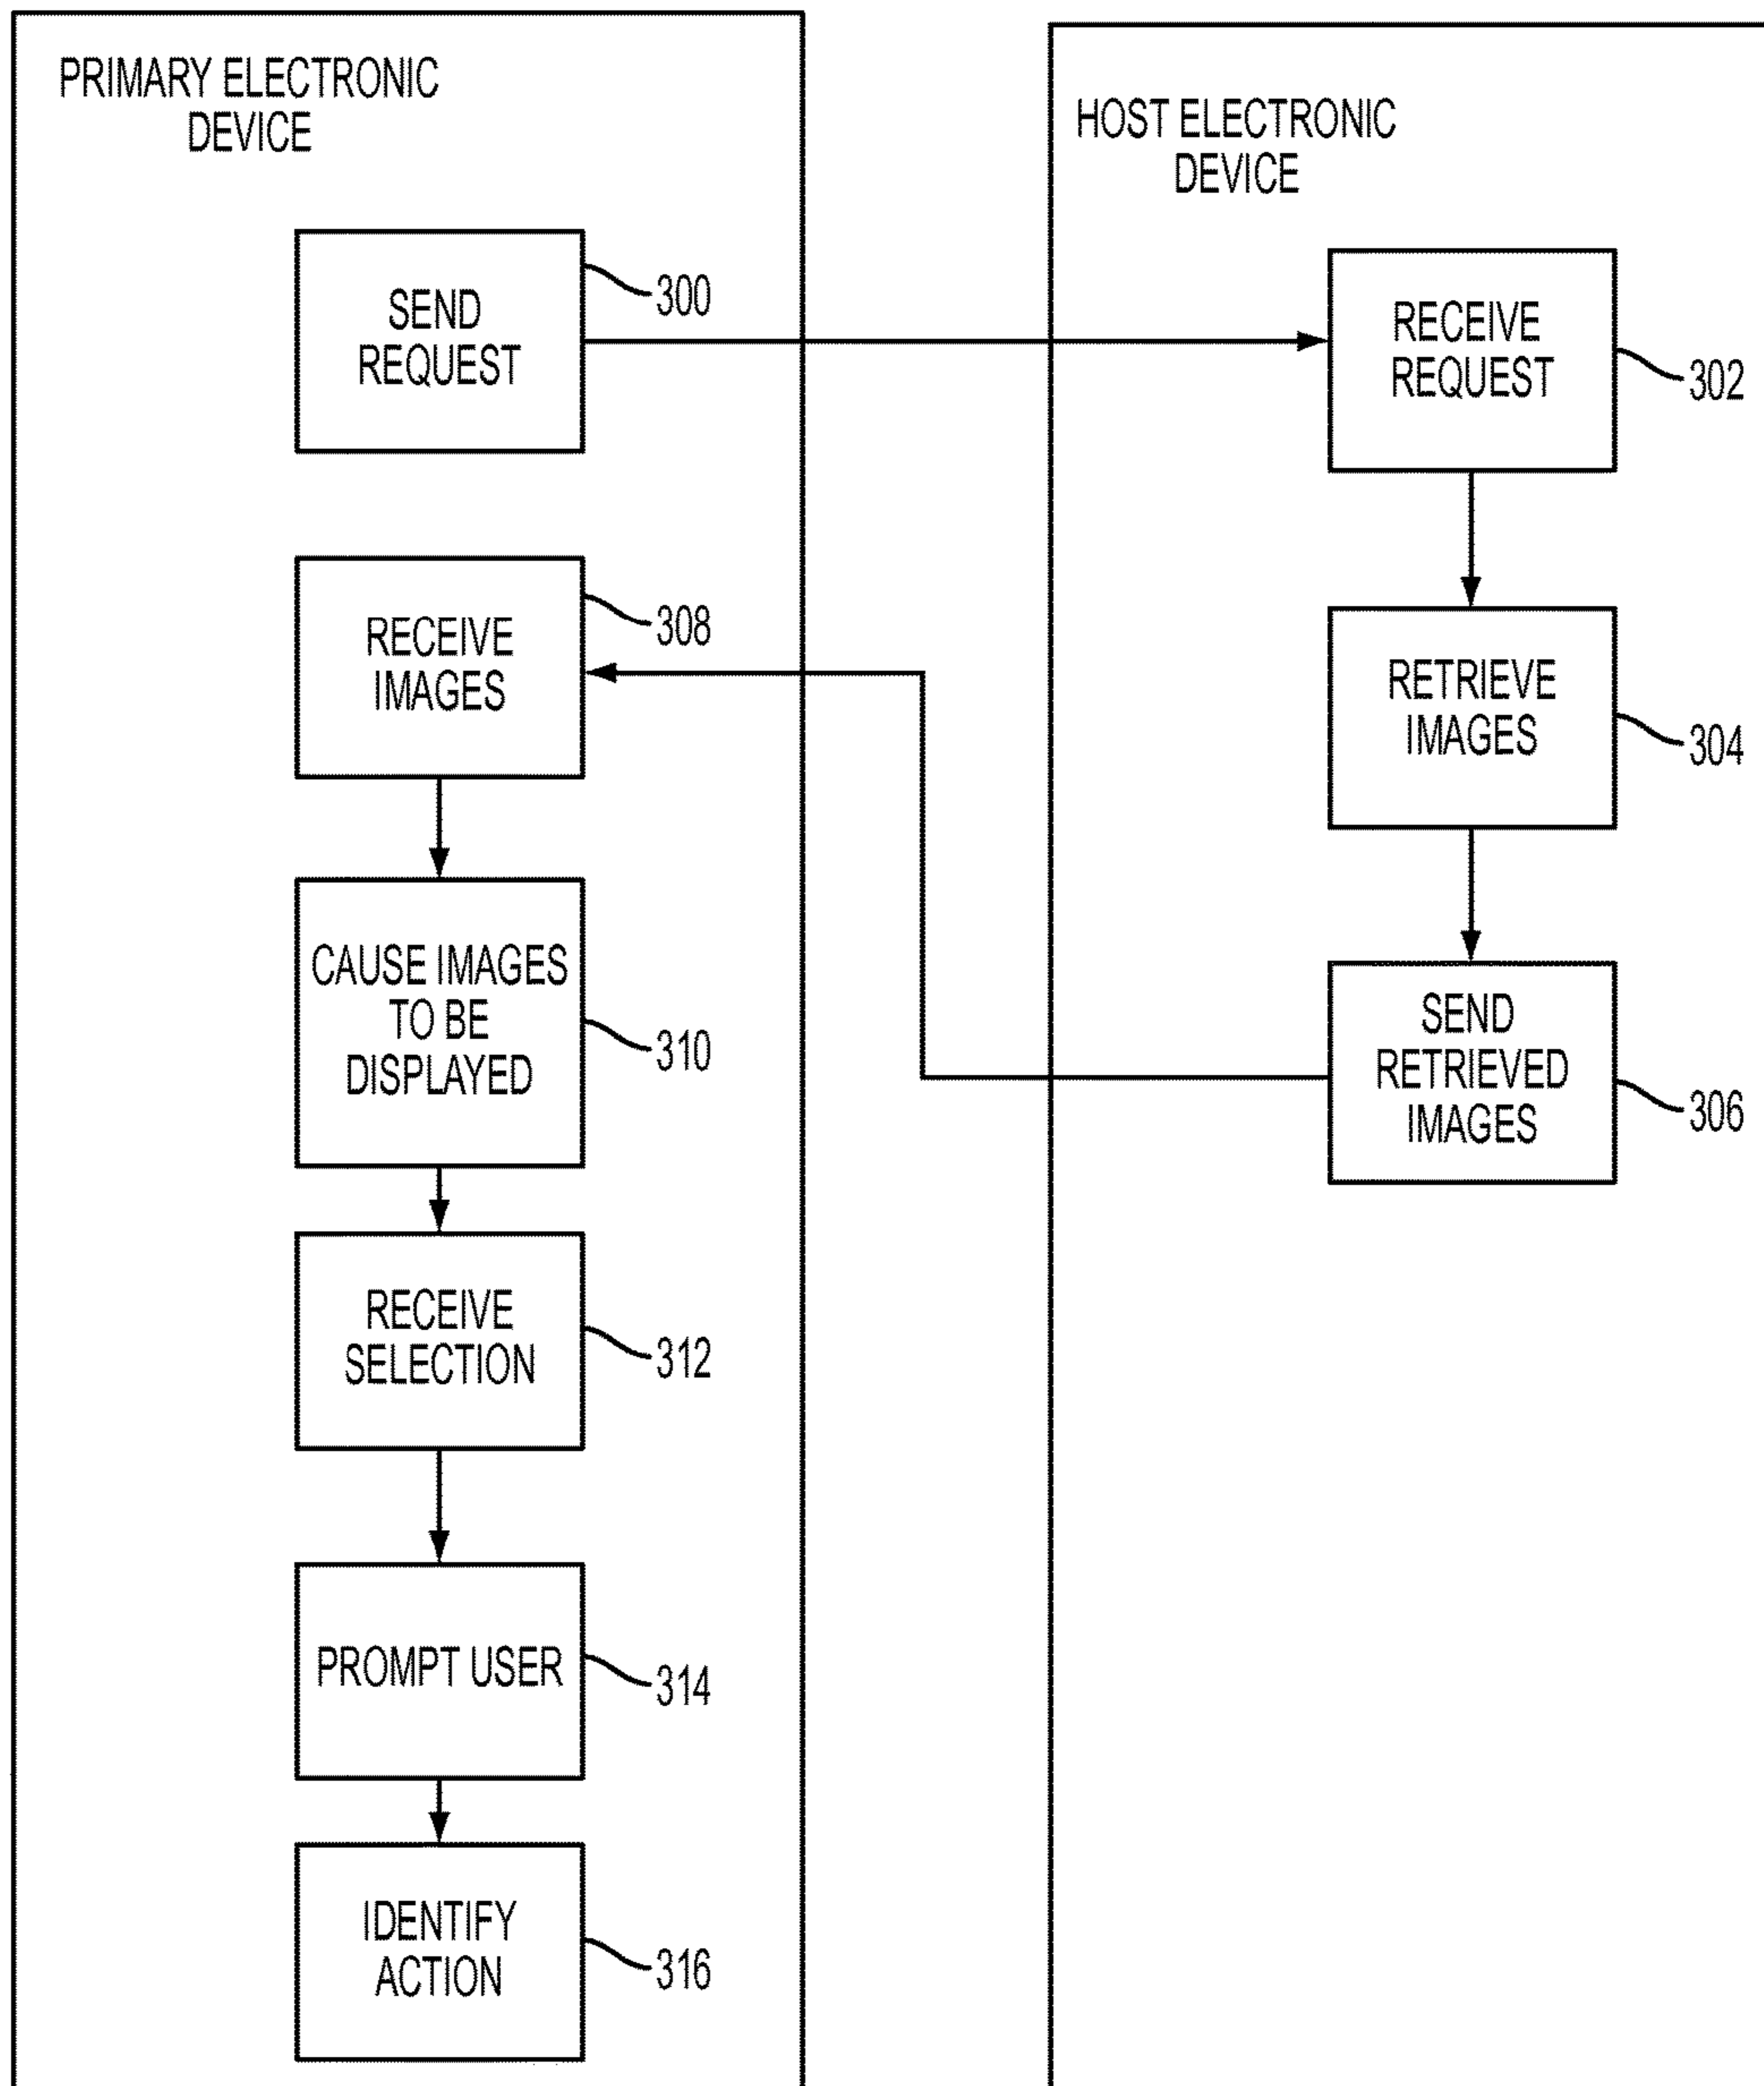 PRIMARY ELECTRONIC
DEVICE
SEND
REQUEST
300
RECEIVE
IMAGES
308
CAUSE IMAGES
TO BE
DISPLAYED
310
RECEIVE
SELECTION
312
PROMPT USER
314
IDENTIFY
ACTION
316
HOST ELECTRONIC
DEVICE
RECEIVE
REQUEST
302
RETRIEVE
IMAGES
304
SEND
RETRIEVED
IMAGES
306